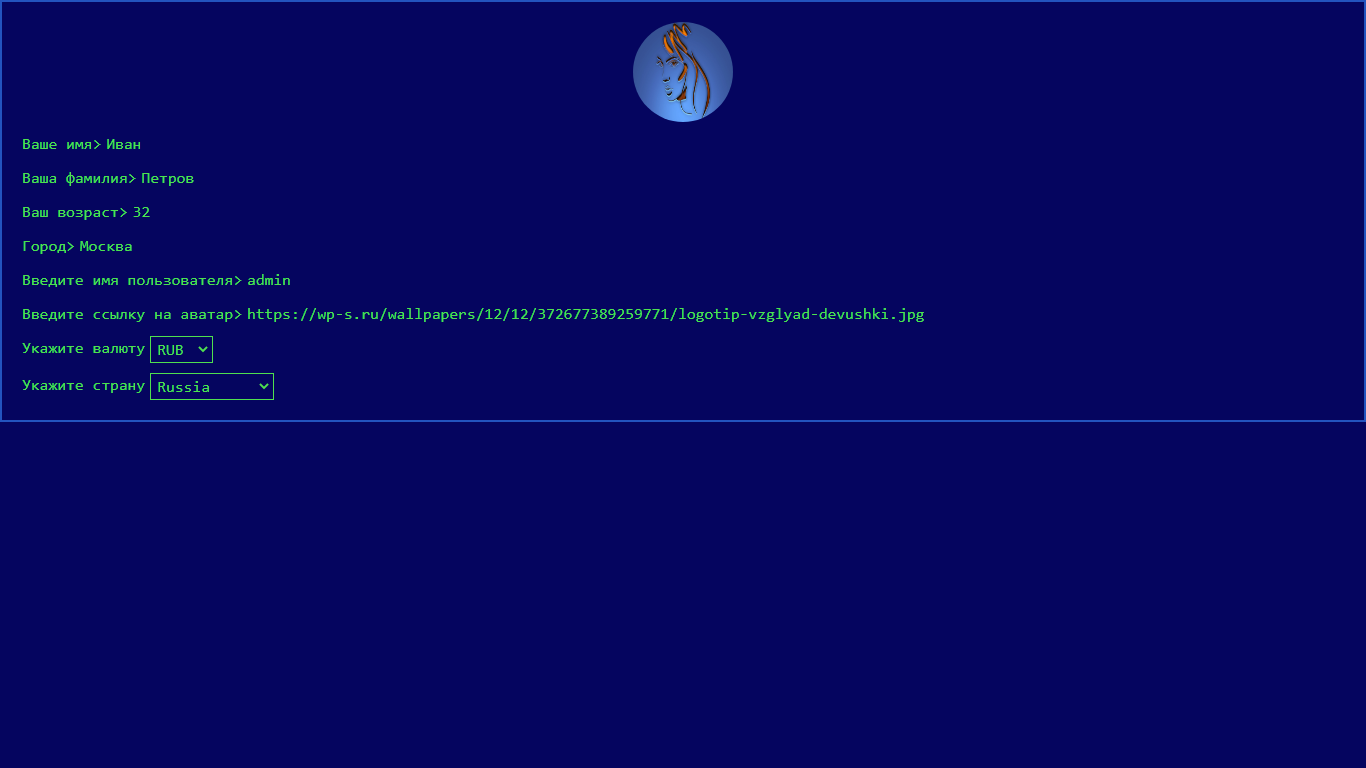 Ваше имя> Иван
Ваша фамилия> Петров
Ваш возраст> 32
Город> Москва
Введите имя пользователя> admin
Введите ссылку на аватар> https://wp-s.ru/wallpapers/12/12/372677389259771/logotip-vzglyad-devushki.jpg
Укажите валюту RUB
Укажите страну Russia